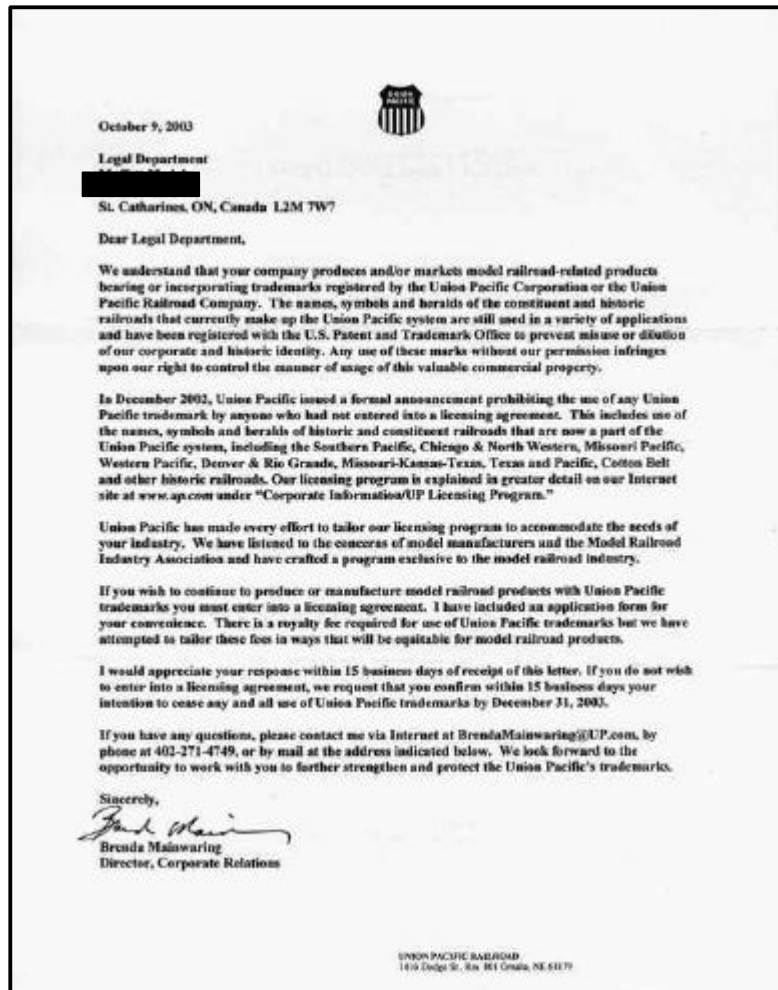 UNION
PACIFIC
October 9, 2003
Legal Department
St. Catharines, ON, Canada L2M 7W7
Dear Legal Department,
We understand that your company produces and/or markets model railroad-related products
bearing or incorporating trademarks registered by the Union Pacific Corporation or the Union
Pacific Railroad Company. The names, symbols and heralds of the constituent and historic
railroads that currently make up the Union Pacific system are still used in a variety of applications
and have been registered with the U.S. Patent and Trademark Office to prevent misuse or dilution
of our corporate and historic identity. Any use of these marks without our permission infringes
upon our right to control the manner of usage of this valuable commercial property.
In December 2002, Union Pacific issued a formal announcement prohibiting the use of any Union
Pacific trademark by anyone who had not entered into a licensing agreement. This includes use of
the names, symbols and heralds of historic and constituent railroads that are now a part of the
Union Pacific system, including the Southern Pacific, Chicago & North Western, Missouri Pacific,
Western Pacific, Denver & Rio Grande, Missouri-Kansas-Texas, Texas and Pacific, Cotton Belt
and other historic railroads. Our licensing program is explained in greater detail on our Internet
site at www.up.com under “Corporate Information/UP Licensing Program.”
Union Pacific has made every effort to tailor our licensing program to accommodate the needs of
your industry. We have listened to the concerns of model manufacturers and the Model Railroad
Industry Association and have crafted a program exclusive to the model railroad industry.
If you wish to continue to produce or manufacture model railroad products with Union Pacific
trademarks you must enter into a licensing agreement. I have included an application form for
your convenience. There is a royalty fee required for use of Union Pacific trademarks but we have
attempted to tailor these fees in ways that will be equitable for model railroad products.
I would appreciate your response within 15 business days of receipt of this letter. If you do not wish
to enter into a licensing agreement, we request that you confirm within 15 business days your
intention to cease any and all use of Union Pacific trademarks by December 31, 2003.
If you have any questions, please contact me via Internet at BrendaMainwaring@UP.com, by
phone at 402-271-4749, or by mail at the address indicated below. We look forward to the
opportunity to work with you to further strengthen and protect the Union Pacific's trademarks.
Sincerely,
Brenda Mainwaring
Director, Corporate Relations
UNION PACIFIC RAILROAD
1416 Dodge St., Rm. 801 Omaha, NE 68179